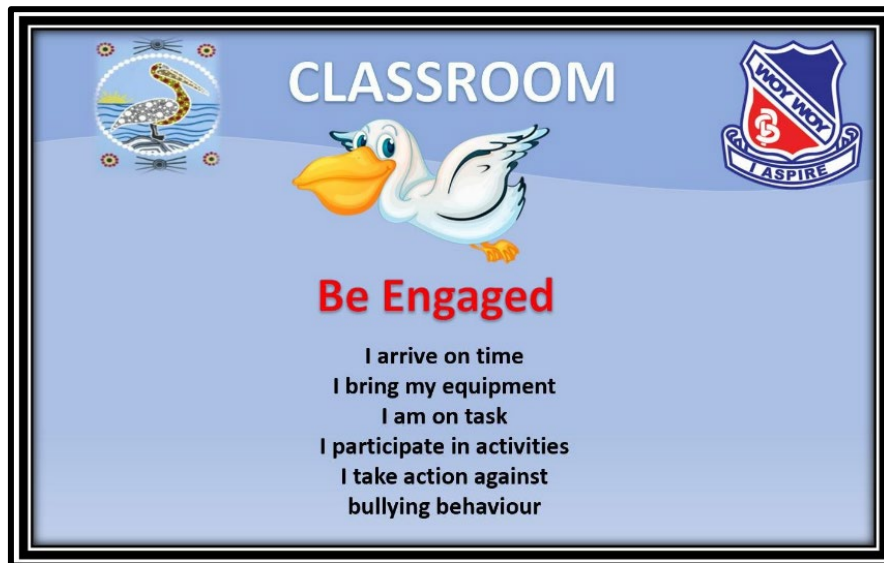 CLASSROOM
WOY WOY
I ASPIRE
Be Engaged
I arrive on time
I bring my equipment
I am on task
I participate in activities
I take action against
bullying behaviour